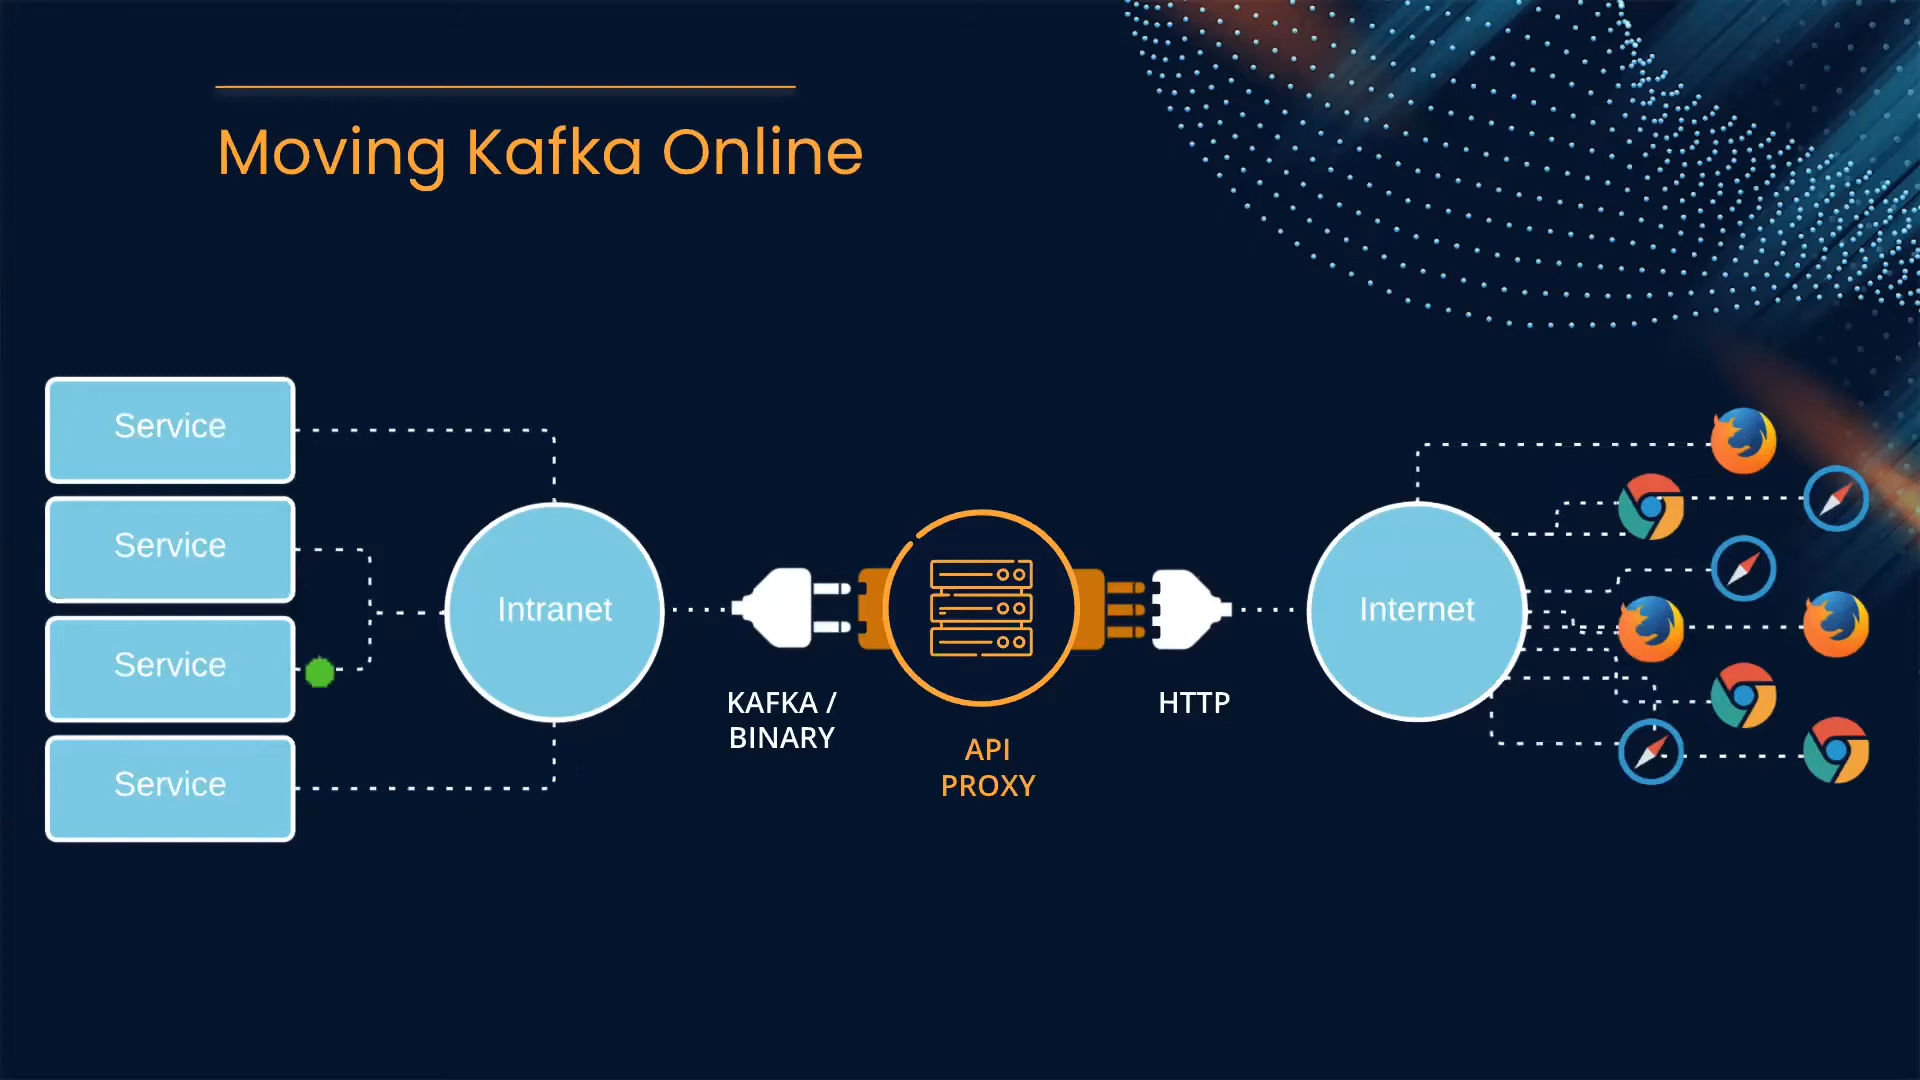 Moving Kafka Online
Service
Service
Service
Service
Intranet
KAFKA /
BINARY
API
PROXY
HTTP
Internet